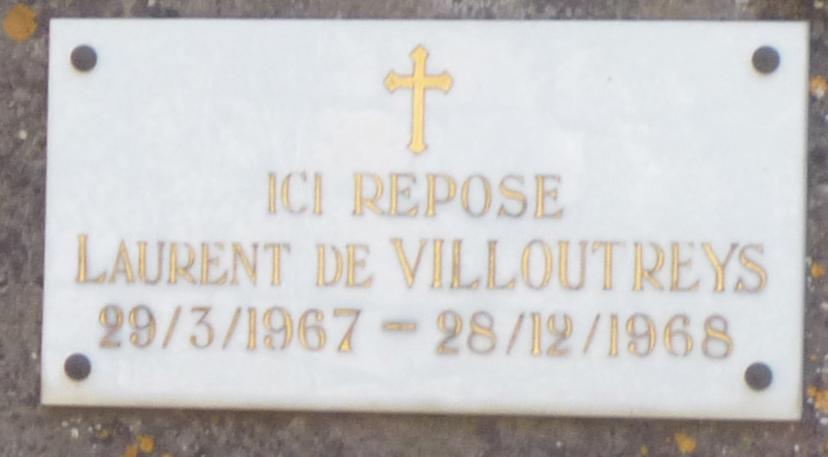 ICI REPOSE
LAURENT DE VILLOUTREYS
29/3/1967 - 28/12/1968